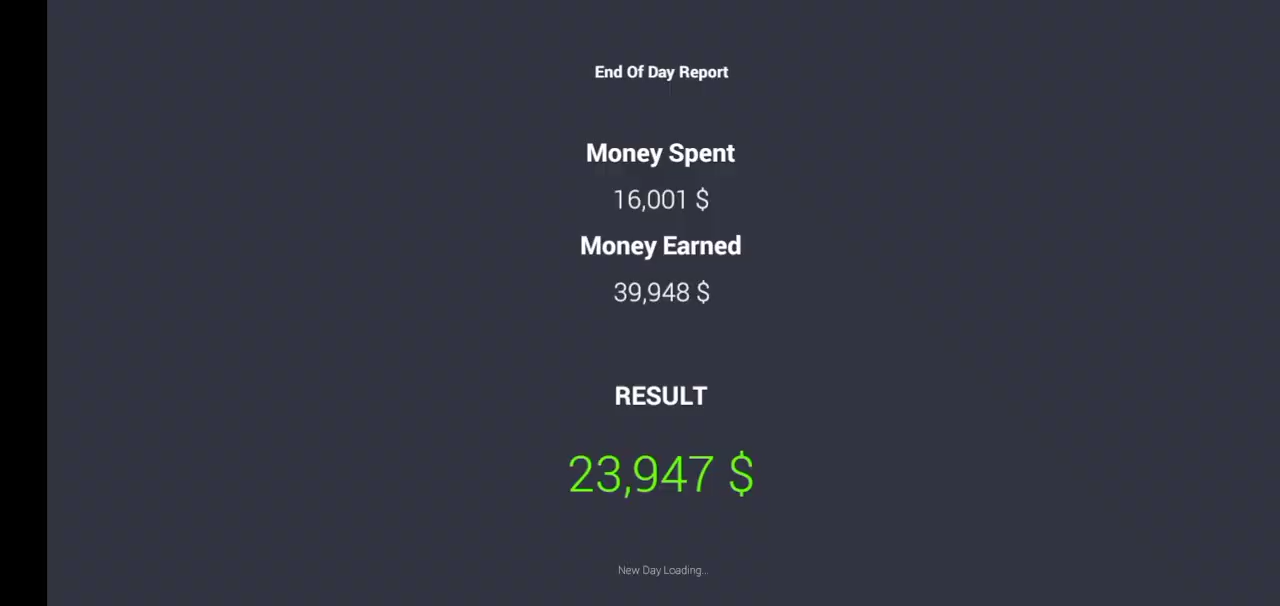 End Of Day Report
Money Spent
16,001 $
Money Earned
39,948 $
RESULT
23,947 $
New Day Loading...